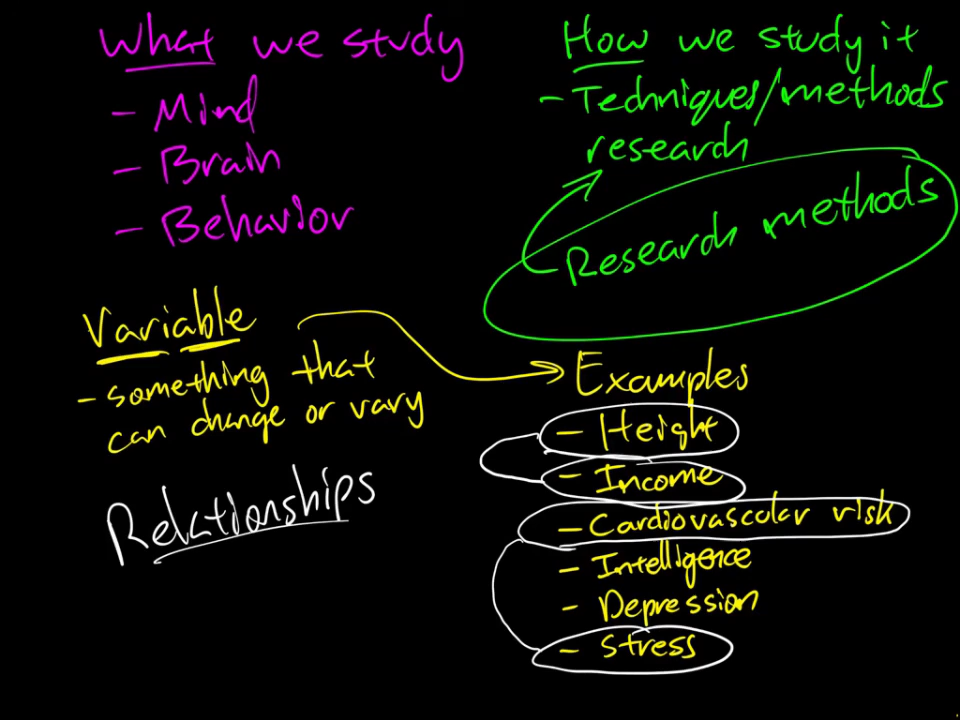 What we study
- Mind
- Brain
- Behavior
How we study it
- Techniques/methods
research
Research methods
Variable
- something that
can change or vary
Relationships
Examples
- Height
- Income
- Cardiovascular risk
- Intelligence
- Depression
- Stress